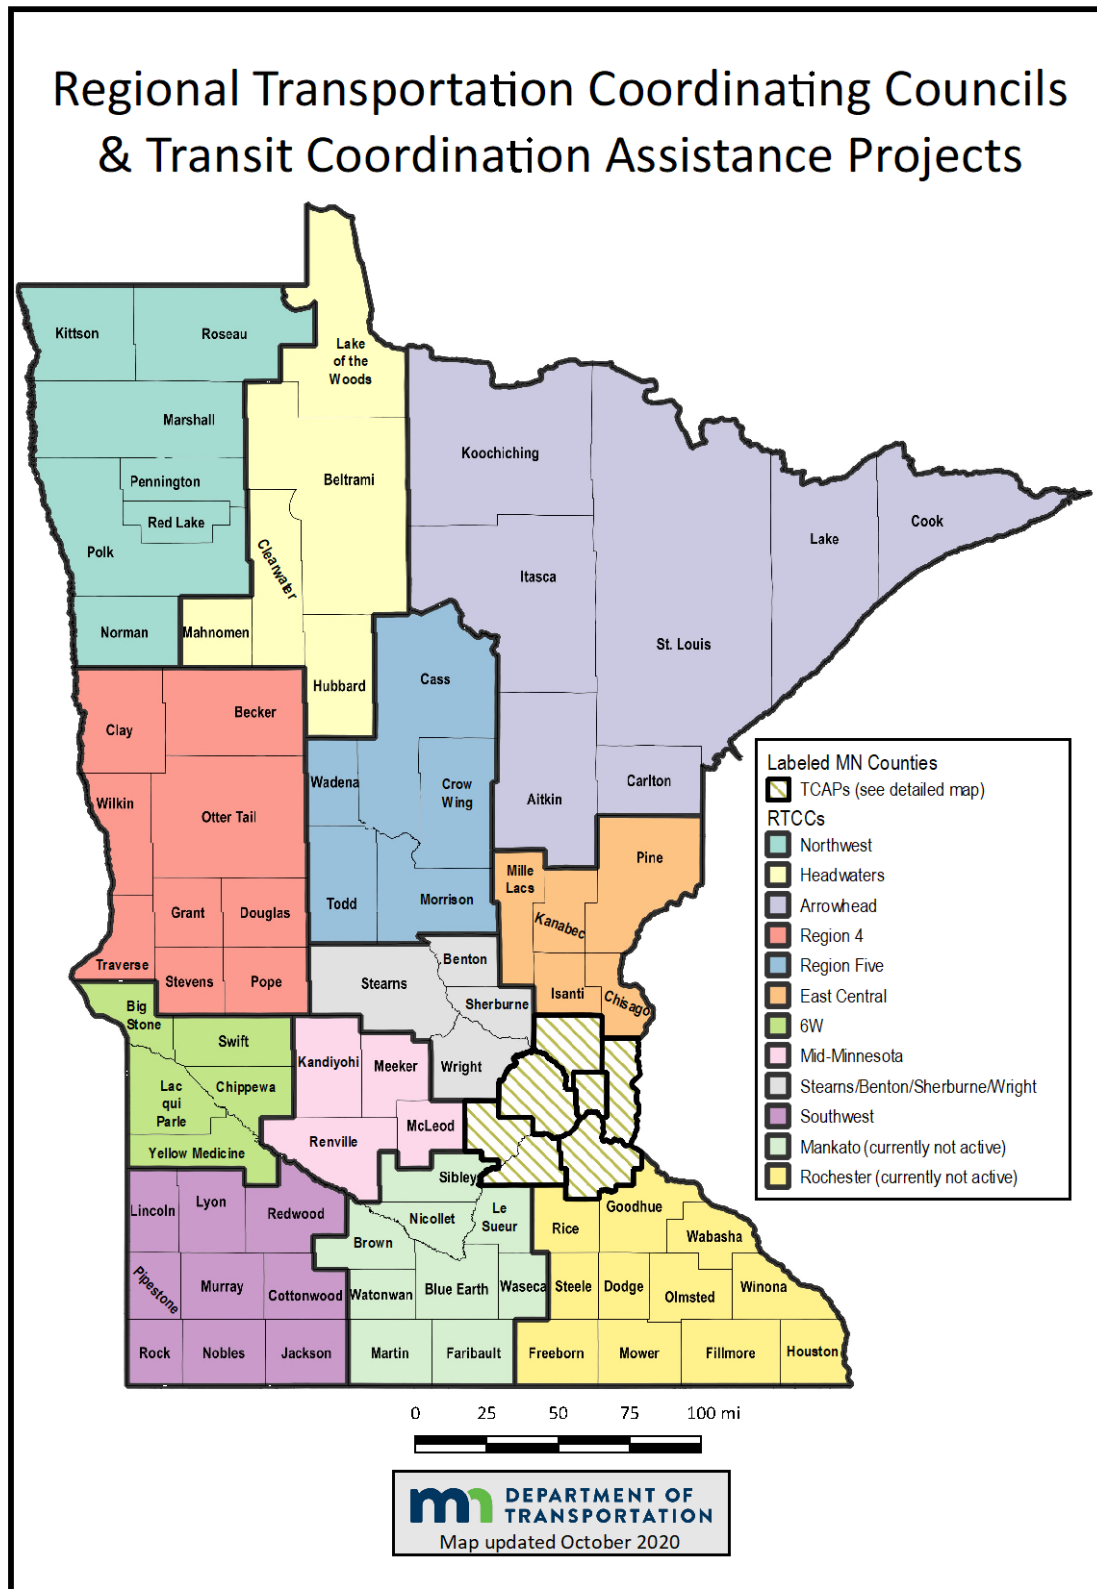 Regional Transportation Coordinating Councils
& Transit Coordination Assistance Projects
Kittson
Roseau
Lake
of the
Woods
Marshall
Pennington
Red Lake
Polk
Beltrami
Clearwater
Norman
Mahnomen
Hubbard
Koochiching
Itasca
St. Louis
Lake
Cook
Cass
Clay
Becker
Wilkin
Otter Tail
Wadena
Crow
Wing
Aitkin
Carlton
Grant
Douglas
Todd
Morrison
Mille
Lacs
Kanabec
Pine
Traverse
Stevens
Pope
Stearns
Benton
Sherburne
Isanti
Chisago
Big
Stone
Swift
Kandiyohi
Meeker
Wright
Lac
qui
Parle
Chippewa
Renville
McLeod
Yellow Medicine
Sibley
Lincoln
Lyon
Redwood
Nicollet
Le
Sueur
Rice
Goodhue
Wabasha
Brown
Pipestone
Murray
Cottonwood
Watonwan
Blue Earth
Waseca
Steele
Dodge
Olmsted
Winona
Rock
Nobles
Jackson
Martin
Faribault
Freeborn
Mower
Fillmore
Houston
Labeled MN Counties
TCAPs (see detailed map)
RTCCs
Northwest
Headwaters
Arrowhead
Region 4
Region Five
East Central
6W
Mid-Minnesota
Stearns/Benton/Sherburne/Wright
Southwest
Mankato (currently not active)
Rochester (currently not active)
0 25 50 75 100 mi
mn DEPARTMENT OF
TRANSPORTATION
Map updated October 2020